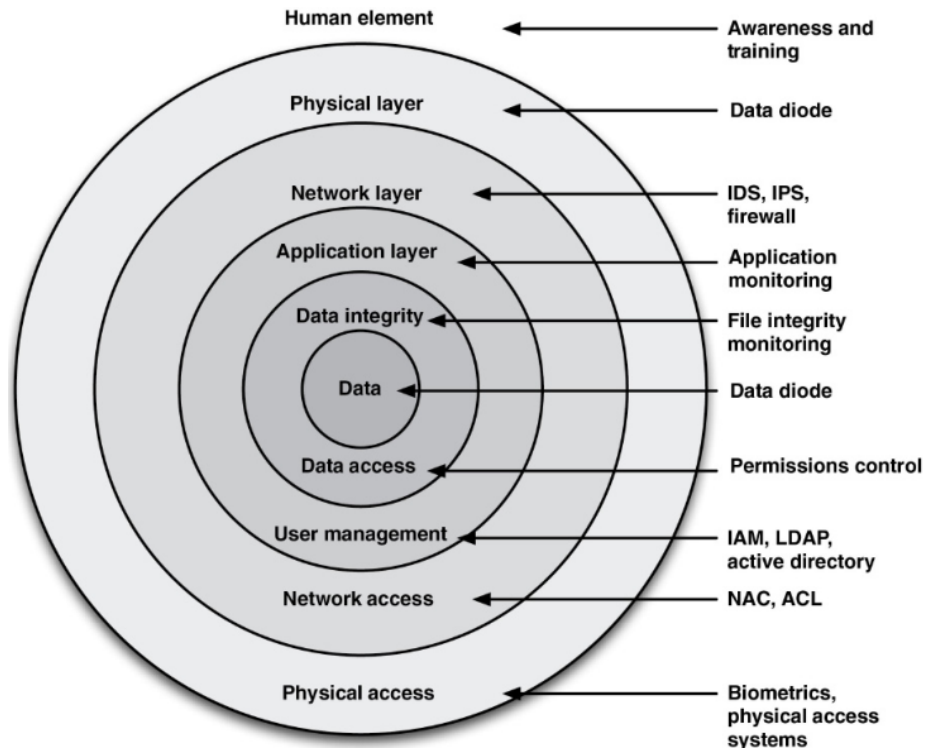 Human element
Awareness and
training
Physical layer
Data diode
Network layer
IDS, IPS,
firewall
Application layer
Application
monitoring
Data integrity
File integrity
monitoring
Data
Data diode
Data access
Permissions control
User management
IAM, LDAP,
active directory
Network access
NAC, ACL
Physical access
Biometrics,
physical access
systems